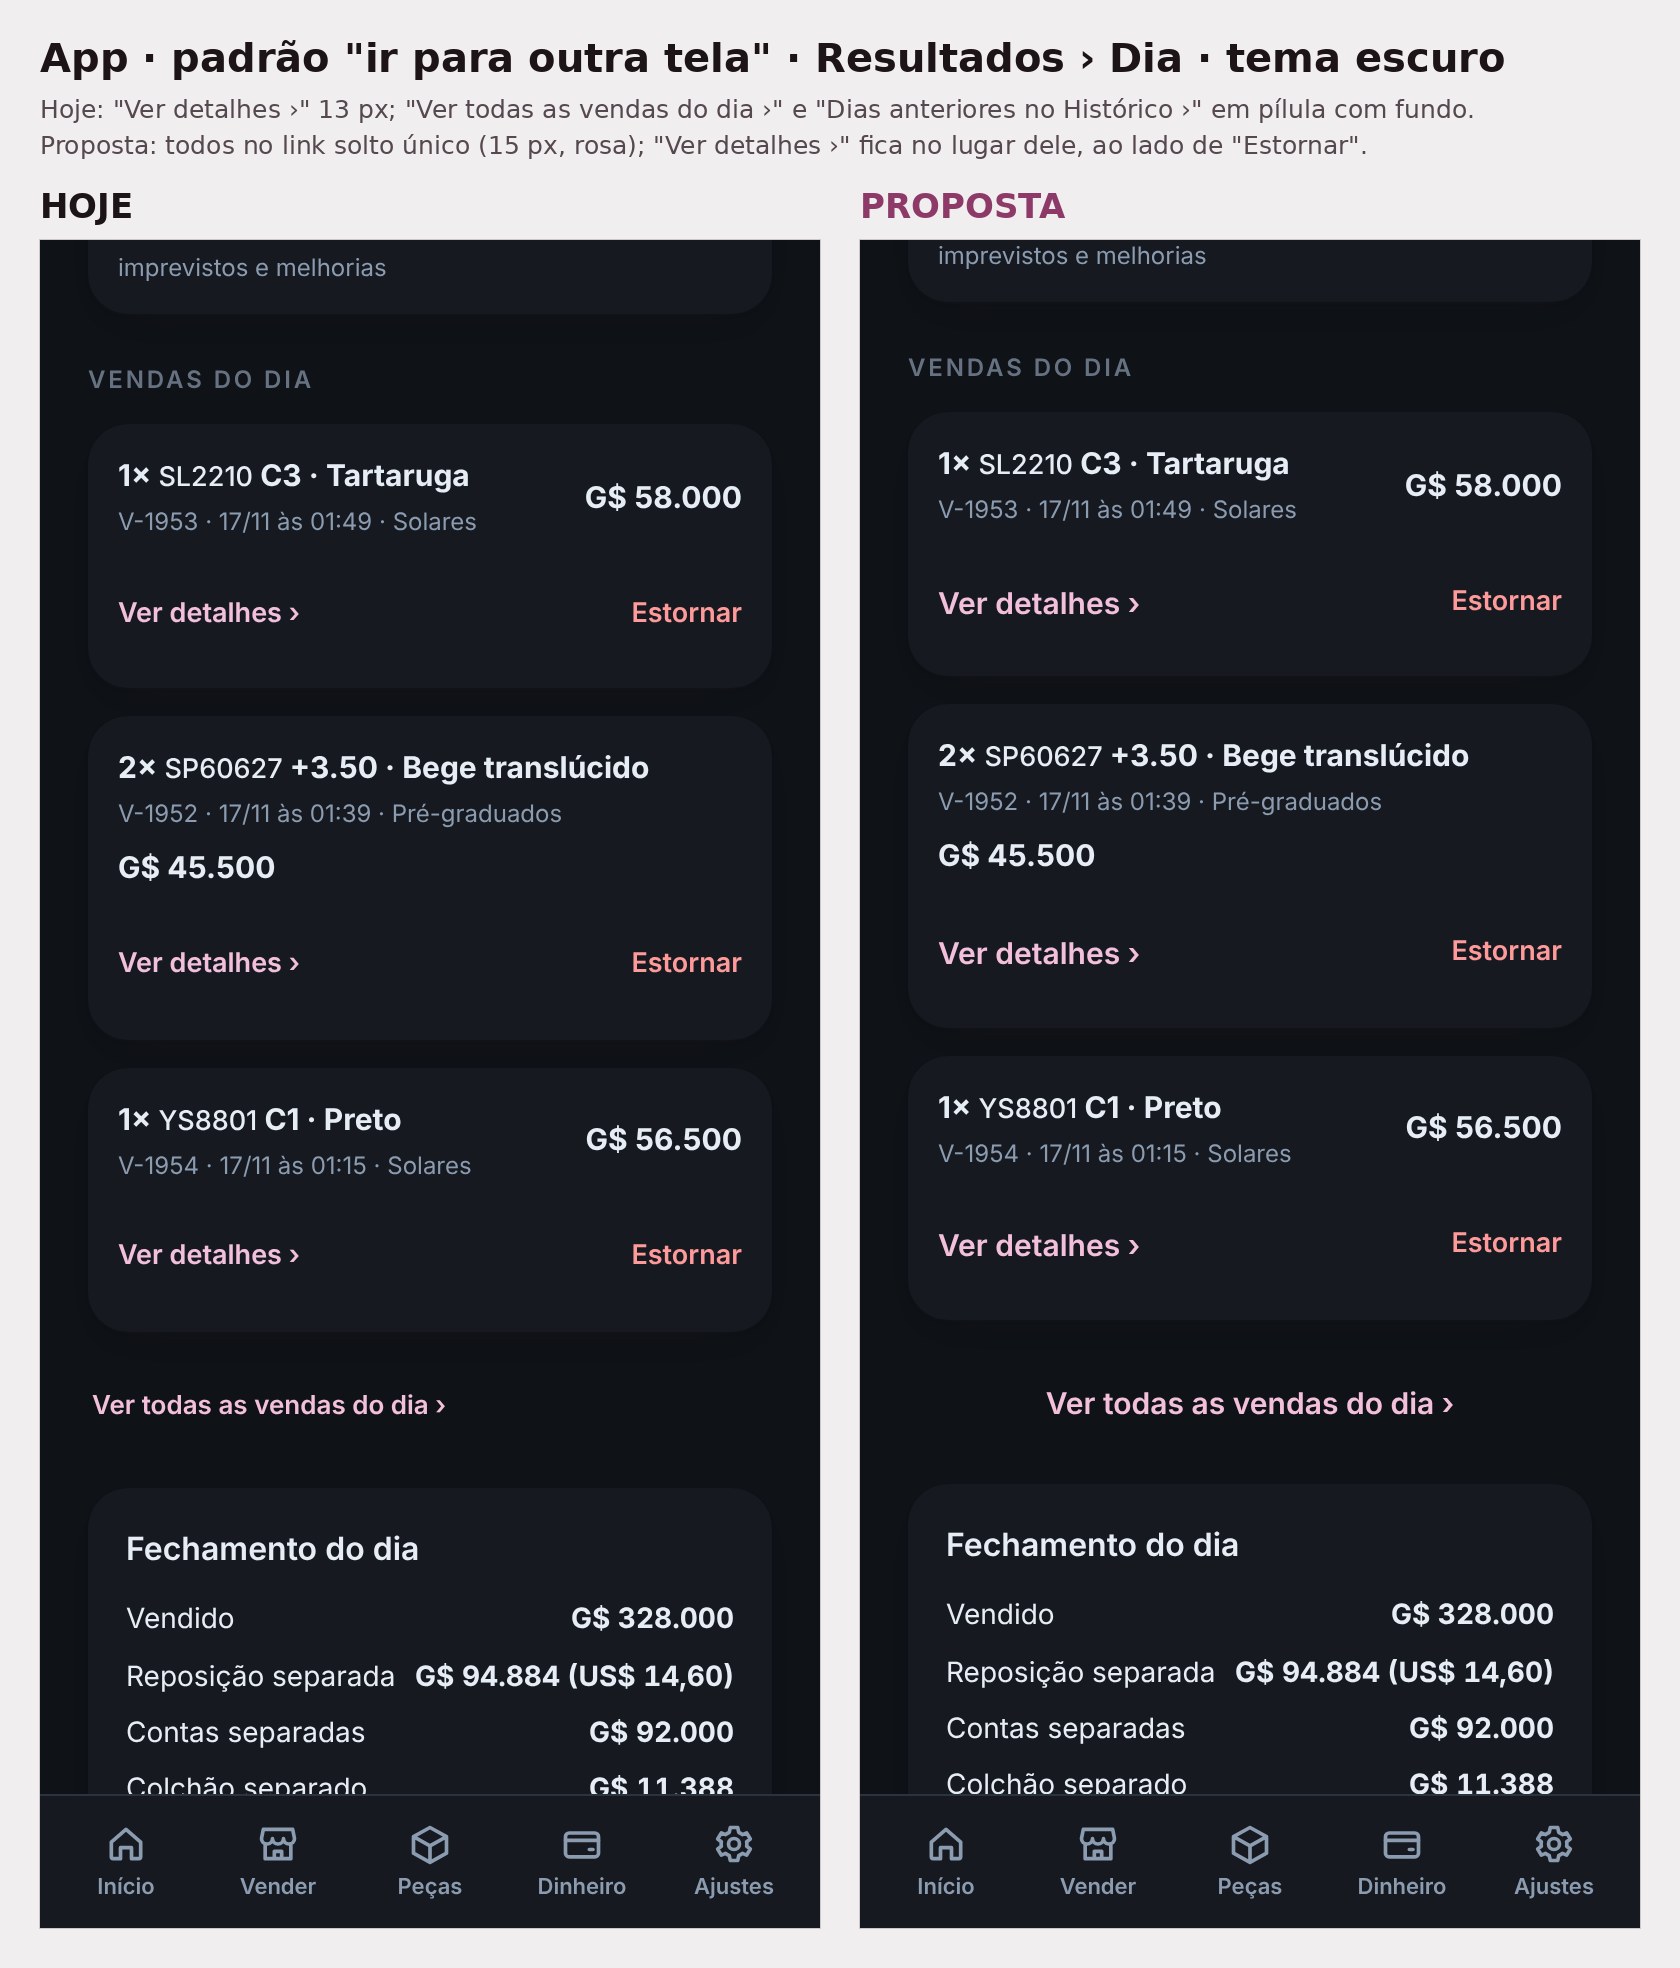 App · padrão "ir para outra tela" · Resultados › Dia · tema escuro
Hoje: "Ver detalhes ›" 13 px; "Ver todas as vendas do dia ›" e "Dias anteriores no Histórico ›" em pílula com fundo.
Proposta: todos no link solto único (15 px, rosa); "Ver detalhes ›" fica no lugar dele, ao lado de "Estornar".
HOJE
imprevistos e melhorias
VENDAS DO DIA
1× SL2210 C3 · Tartaruga
G$ 58.000
V-1953 · 17/11 às 01:49 · Solares
Ver detalhes ›
Estornar
2× SP60627 +3.50 · Bege translúcido
V-1952 · 17/11 às 01:39 · Pré-graduados
G$ 45.500
Ver detalhes ›
Estornar
1× YS8801 C1 · Preto
G$ 56.500
V-1954 · 17/11 às 01:15 · Solares
Ver detalhes ›
Estornar
Ver todas as vendas do dia ›
Fechamento do dia
Vendido G$ 328.000
Reposição separada G$ 94.884 (US$ 14,60)
Contas separadas G$ 92.000
Colchão separado G$ 11.388
Início Vender Peças Dinheiro Ajustes
PROPOSTA
imprevistos e melhorias
VENDAS DO DIA
1× SL2210 C3 · Tartaruga
G$ 58.000
V-1953 · 17/11 às 01:49 · Solares
Ver detalhes ›
Estornar
2× SP60627 +3.50 · Bege translúcido
V-1952 · 17/11 às 01:39 · Pré-graduados
G$ 45.500
Ver detalhes ›
Estornar
1× YS8801 C1 · Preto
G$ 56.500
V-1954 · 17/11 às 01:15 · Solares
Ver detalhes ›
Estornar
Ver todas as vendas do dia ›
Fechamento do dia
Vendido G$ 328.000
Reposição separada G$ 94.884 (US$ 14,60)
Contas separadas G$ 92.000
Colchão separado G$ 11.388
Início Vender Peças Dinheiro Ajustes